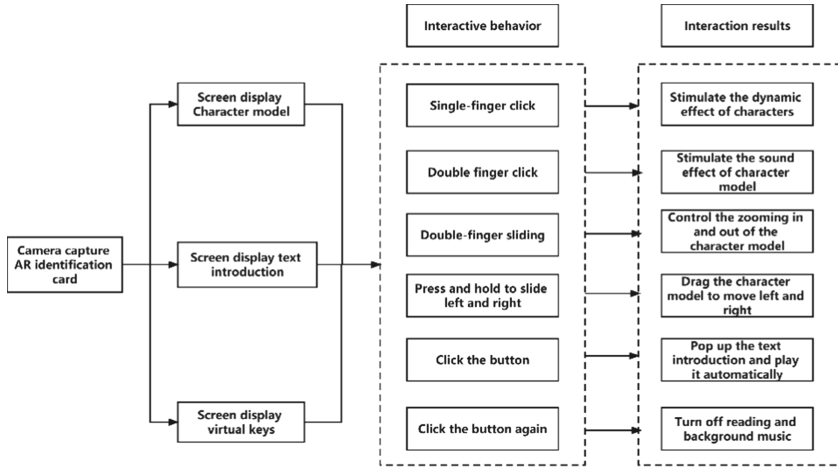 Interactive behavior
Interaction results
Screen display
Character model
Single-finger click
Stimulate the dynamic
effect of characters
Double finger click
Stimulate the sound
effect of character
model
Camera capture
AR identification
card
Screen display text
introduction
Double-finger sliding
Control the zooming in
and out of the
character model
Press and hold to slide
left and right
Drag the character
model to move left and
right
Click the button
Pop up the text
introduction and play
it automatically
Screen display
virtual keys
Click the button again
Turn off reading and
background music